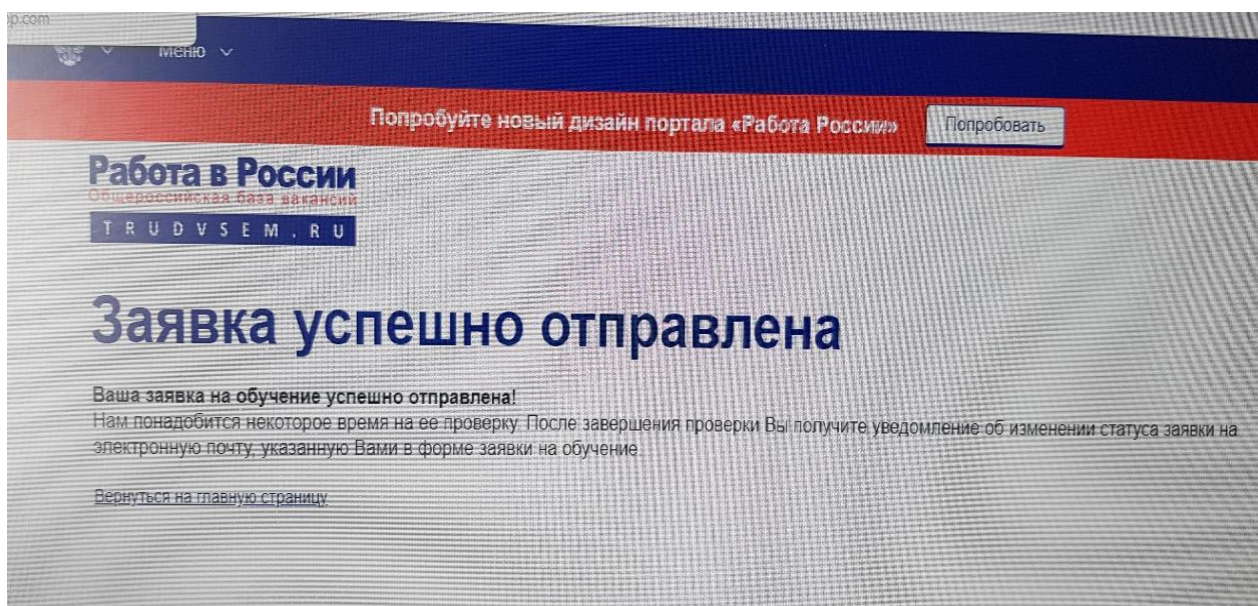 p.com
Меню
Попробуйте новый дизайн портала «Работа России»
Попробовать
Работа в России
Общероссийская база вакансий
TRUDVSEM.RU
Заявка успешно отправлена
Ваша заявка на обучение успешно отправлена!
Нам понадобится некоторое время на ее проверку. После завершения проверки Вы получите уведомление об изменении статуса заявки на
электронную почту, указанную Вами в форме заявки на обучение.
Вернуться на главную страницу